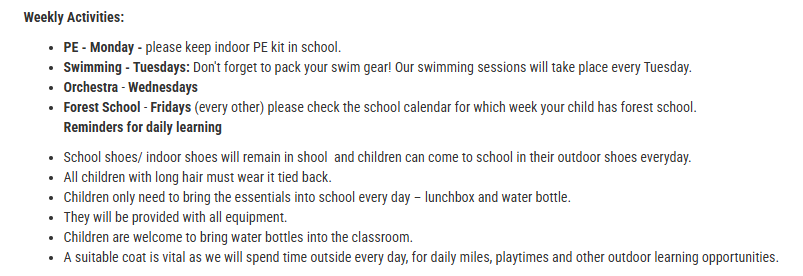 Weekly Activities:
• PE - Monday - please keep indoor PE kit in school.
• Swimming - Tuesdays: Don't forget to pack your swim gear! Our swimming sessions will take place every Tuesday.
• Orchestra - Wednesdays
• Forest School - Fridays (every other) please check the school calendar for which week your child has forest school.
Reminders for daily learning
• School shoes/ indoor shoes will remain in shool  and children can come to school in their outdoor shoes everyday.
• All children with long hair must wear it tied back.
• Children only need to bring the essentials into school every day – lunchbox and water bottle.
• They will be provided with all equipment.
• Children are welcome to bring water bottles into the classroom.
• A suitable coat is vital as we will spend time outside every day, for daily miles, playtimes and other outdoor learning opportunities.